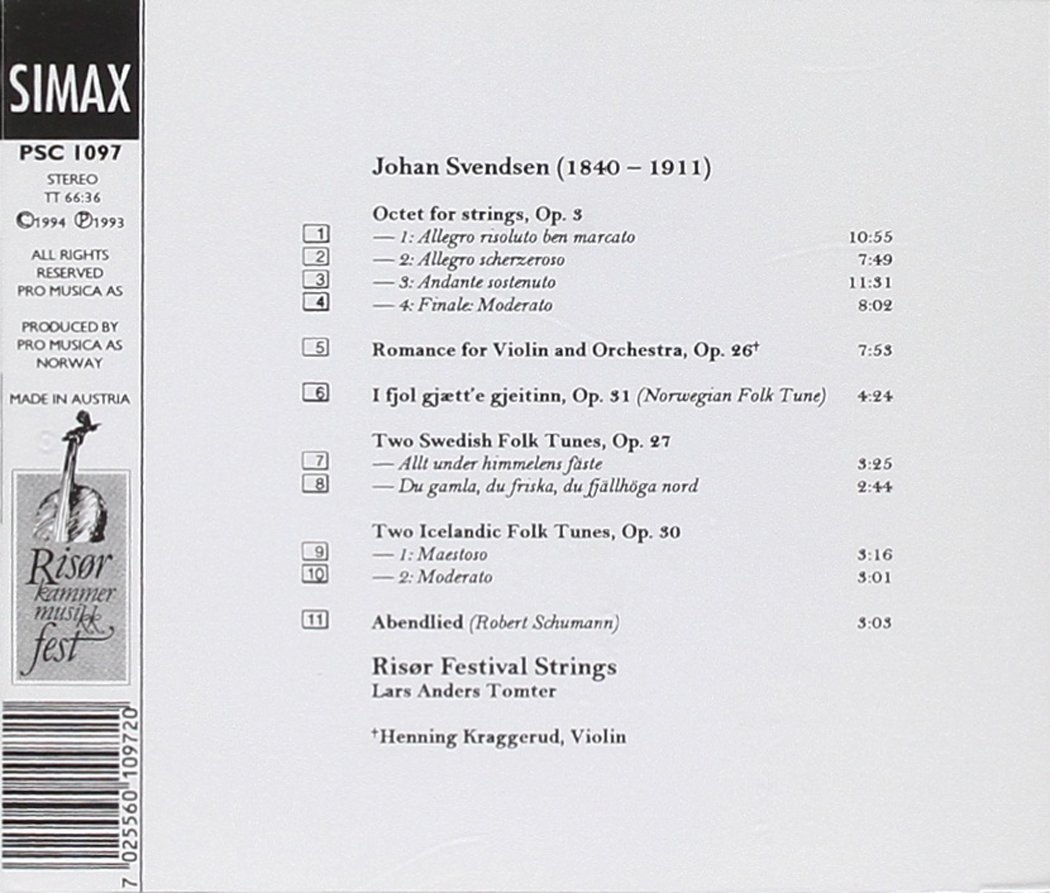 SIMAX
PSC 1097
STEREO
TT 66:36
©1994 ℗1993
ALL RIGHTS
RESERVED
PRO MUSICA AS
PRODUCED BY
PRO MUSICA AS
NORWAY
MADE IN AUSTRIA
Risør
kammer
musikk
fest
7 025560 109720
Johan Svendsen (1840 – 1911)
Octet for strings, Op. 3
1 — 1: Allegro risoluto ben marcato 10:55
2 — 2: Allegro scherzeroso 7:49
3 — 3: Andante sostenuto 11:31
4 — 4: Finale: Moderato 8:02
5 Romance for Violin and Orchestra, Op. 26† 7:53
6 I fjol gjætt'e gjeitinn, Op. 31 (Norwegian Folk Tune) 4:24
Two Swedish Folk Tunes, Op. 27
7 — Allt under himmelens fäste 3:25
8 — Du gamla, du friska, du fjällhöga nord 2:44
Two Icelandic Folk Tunes, Op. 30
9 — 1: Maestoso 3:16
10 — 2: Moderato 3:01
11 Abendlied (Robert Schumann) 3:03
Risør Festival Strings
Lars Anders Tomter
†Henning Kraggerud, Violin